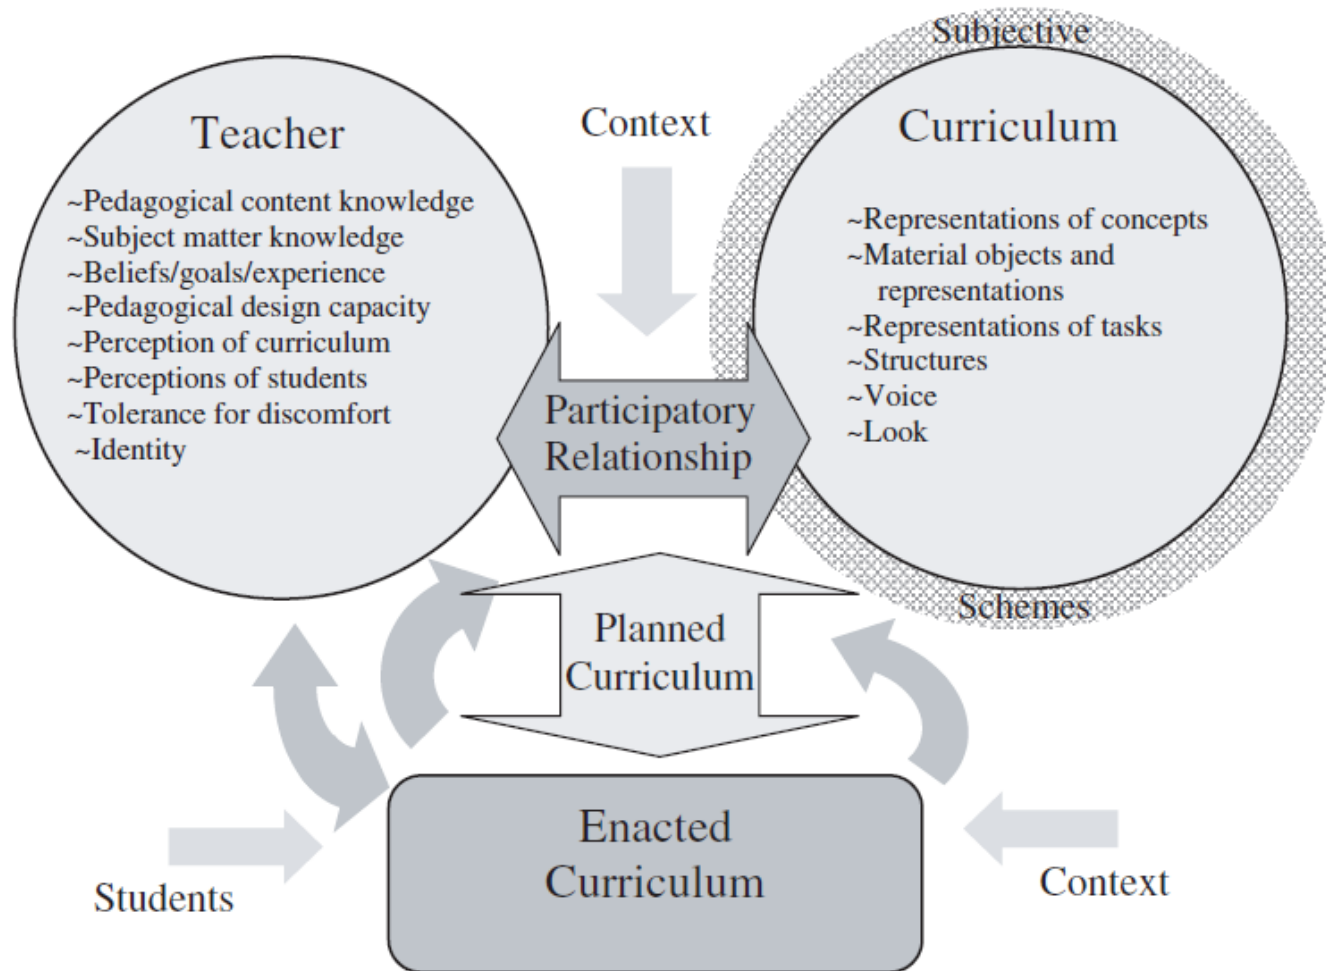 Teacher
~Pedagogical content knowledge
~Subject matter knowledge
~Beliefs/goals/experience
~Pedagogical design capacity
~Perception of curriculum
~Perceptions of students
~Tolerance for discomfort
~Identity
Context
Subjective
Curriculum
~Representations of concepts
~Material objects and
representations
~Representations of tasks
~Structures
~Voice
~Look
Schemes
Participatory
Relationship
Planned
Curriculum
Enacted
Curriculum
Students
Context